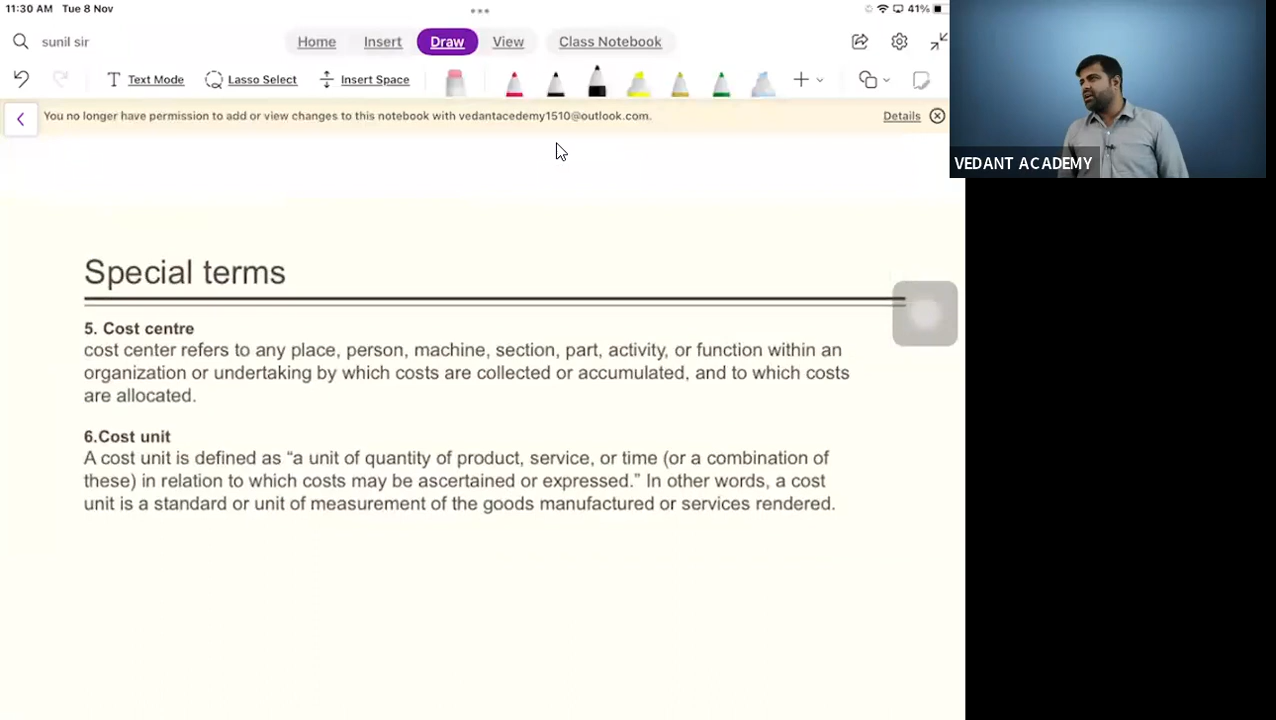 11:30 AM Tue 8 Nov
41%
sunil sir
Home Insert Draw View Class Notebook
Text Mode Lasso Select Insert Space
You no longer have permission to add or view changes to this notebook with vedantacedemy1510@outlook.com.
Details
VEDANT ACADEMY
Special terms
5. Cost centre
cost center refers to any place, person, machine, section, part, activity, or function within an
organization or undertaking by which costs are collected or accumulated, and to which costs
are allocated.
6.Cost unit
A cost unit is defined as “a unit of quantity of product, service, or time (or a combination of
these) in relation to which costs may be ascertained or expressed.” In other words, a cost
unit is a standard or unit of measurement of the goods manufactured or services rendered.